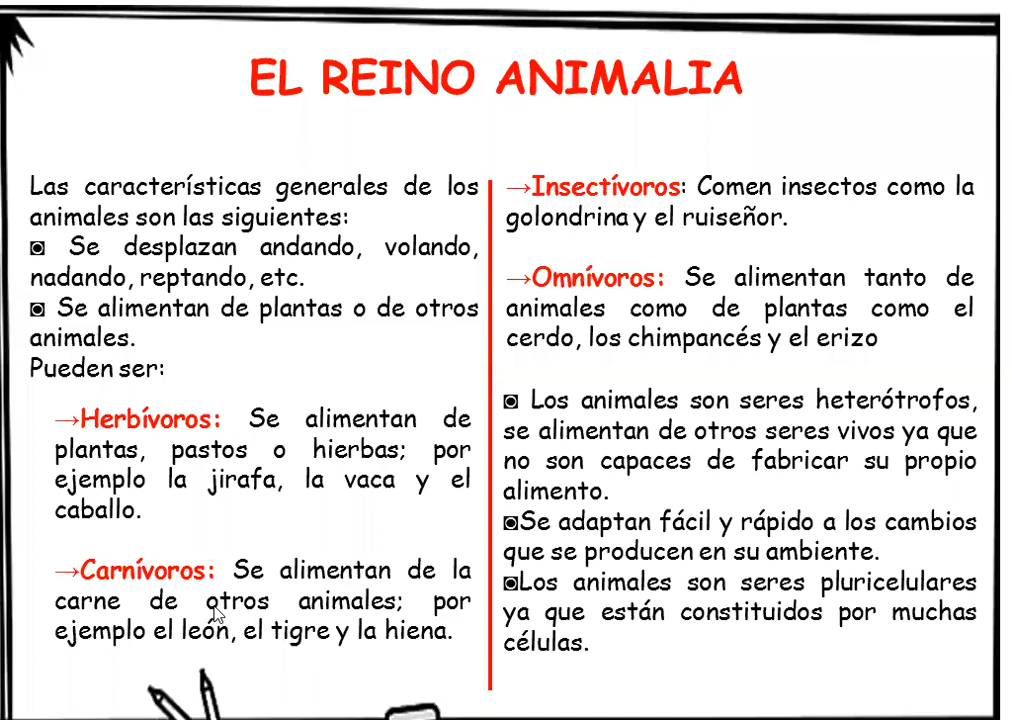 EL REINO ANIMALIA
Las características generales de los
animales son las siguientes:
◙ Se desplazan andando, volando,
nadando, reptando, etc.
◙ Se alimentan de plantas o de otros
animales.
Pueden ser:
→Herbívoros: Se alimentan de
plantas, pastos o hierbas; por
ejemplo la jirafa, la vaca y el
caballo.
→Carnívoros: Se alimentan de la
carne de otros animales; por
ejemplo el león, el tigre y la hiena.
→Insectívoros: Comen insectos como la
golondrina y el ruiseñor.
→Omnívoros: Se alimentan tanto de
animales como de plantas como el
cerdo, los chimpancés y el erizo
◙ Los animales son seres heterótrofos,
se alimentan de otros seres vivos ya que
no son capaces de fabricar su propio
alimento.
◙Se adaptan fácil y rápido a los cambios
que se producen en su ambiente.
◙Los animales son seres pluricelulares
ya que están constituidos por muchas
células.